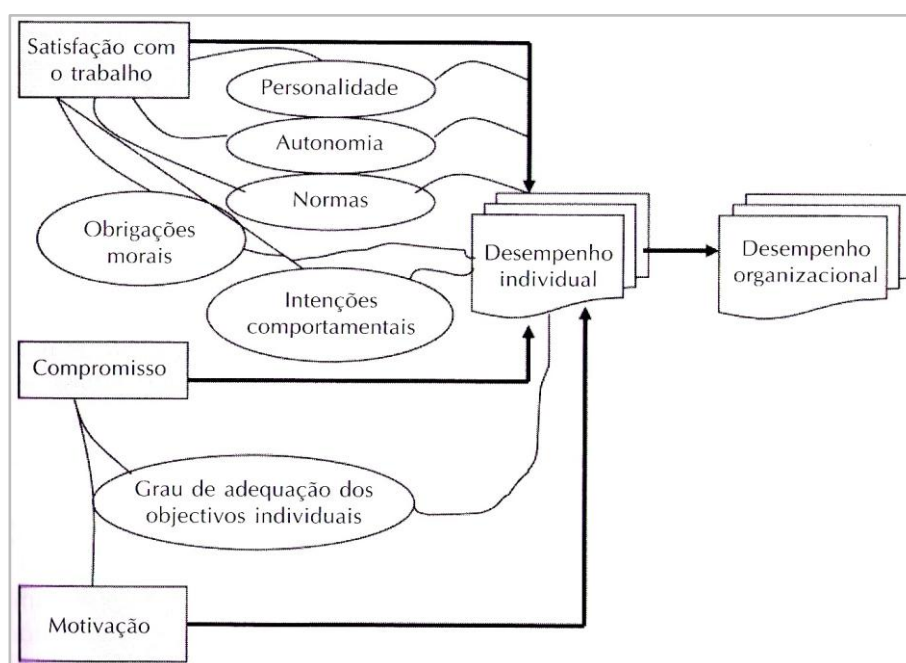 Satisfação com
o trabalho
Personalidade
Autonomia
Normas
Obrigações
morais
Intenções
comportamentais
Desempenho
individual
Desempenho
organizacional
Compromisso
Grau de adequação dos
objectivos individuais
Motivação